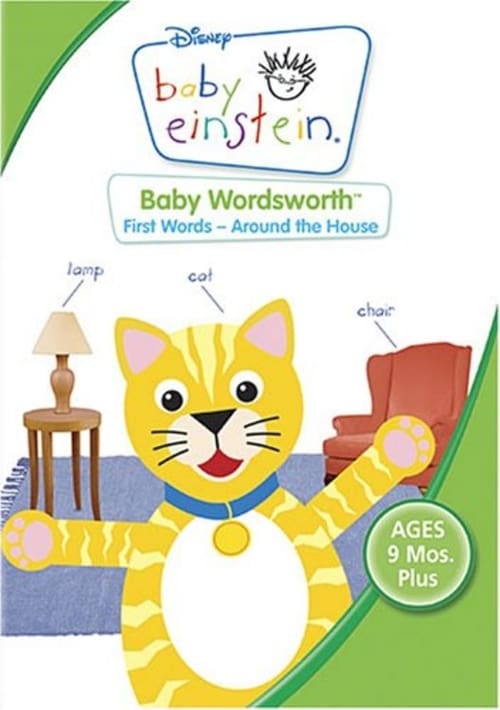 Disney
baby
einstein.
Baby Wordsworth™
First Words – Around the House
lamp
cat
chair
AGES
9 Mos.
Plus